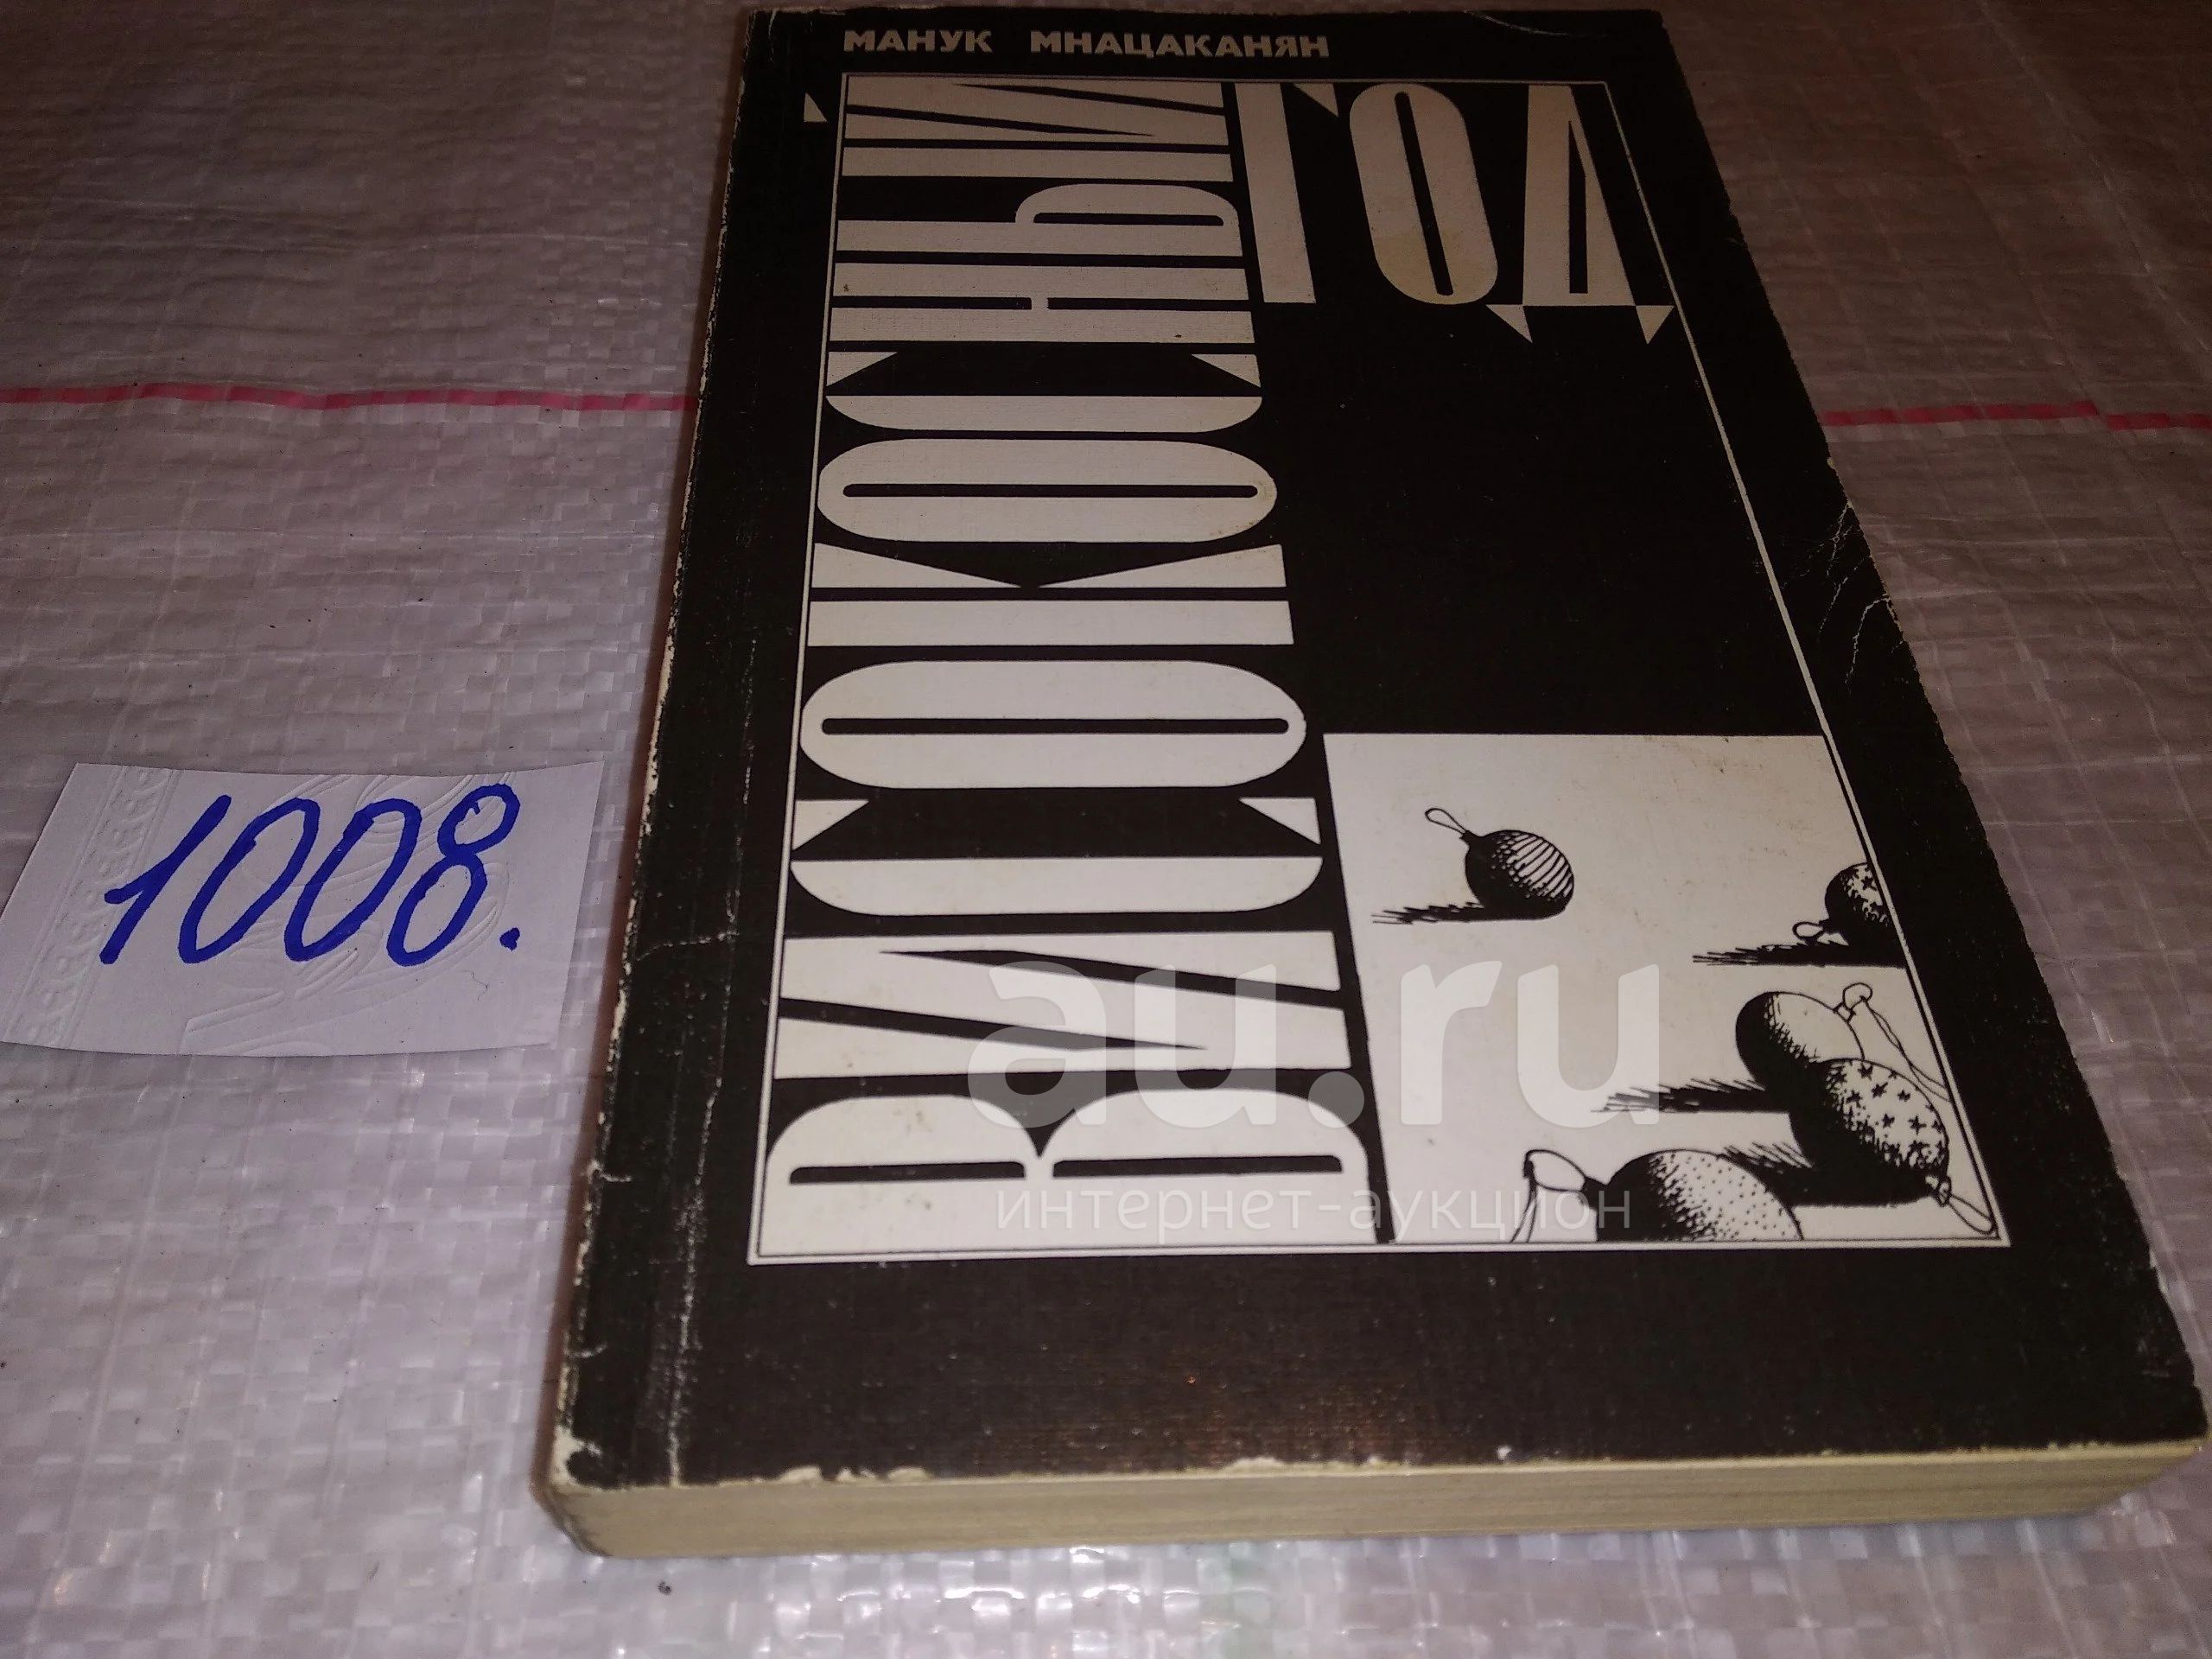 МАНУК МНАЦАКАНЯН
ВИСОКОСНЫЙ
ГОД
1008.
au.ru
интернет-аукцион